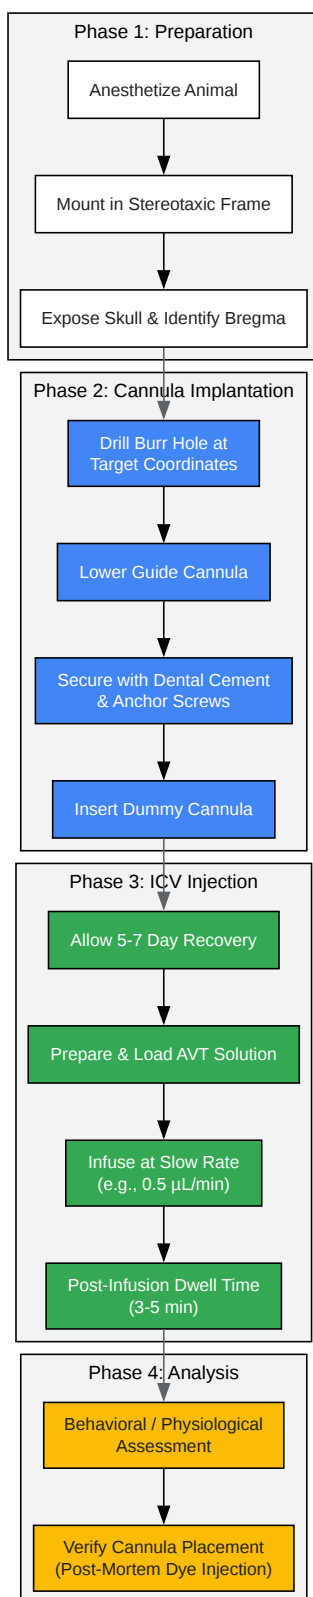 Phase 1: Preparation
Anesthetize Animal
Mount in Stereotaxic Frame
Expose Skull & Identify Bregma
Phase 2: Cannula Implantation
Drill Burr Hole at
Target Coordinates
Lower Guide Cannula
Secure with Dental Cement
& Anchor Screws
Insert Dummy Cannula
Phase 3: ICV Injection
Allow 5-7 Day Recovery
Prepare & Load AVT Solution
Infuse at Slow Rate
(e.g., 0.5 µL/min)
Post-Infusion Dwell Time
(3-5 min)
Phase 4: Analysis
Behavioral / Physiological
Assessment
Verify Cannula Placement
(Post-Mortem Dye Injection)